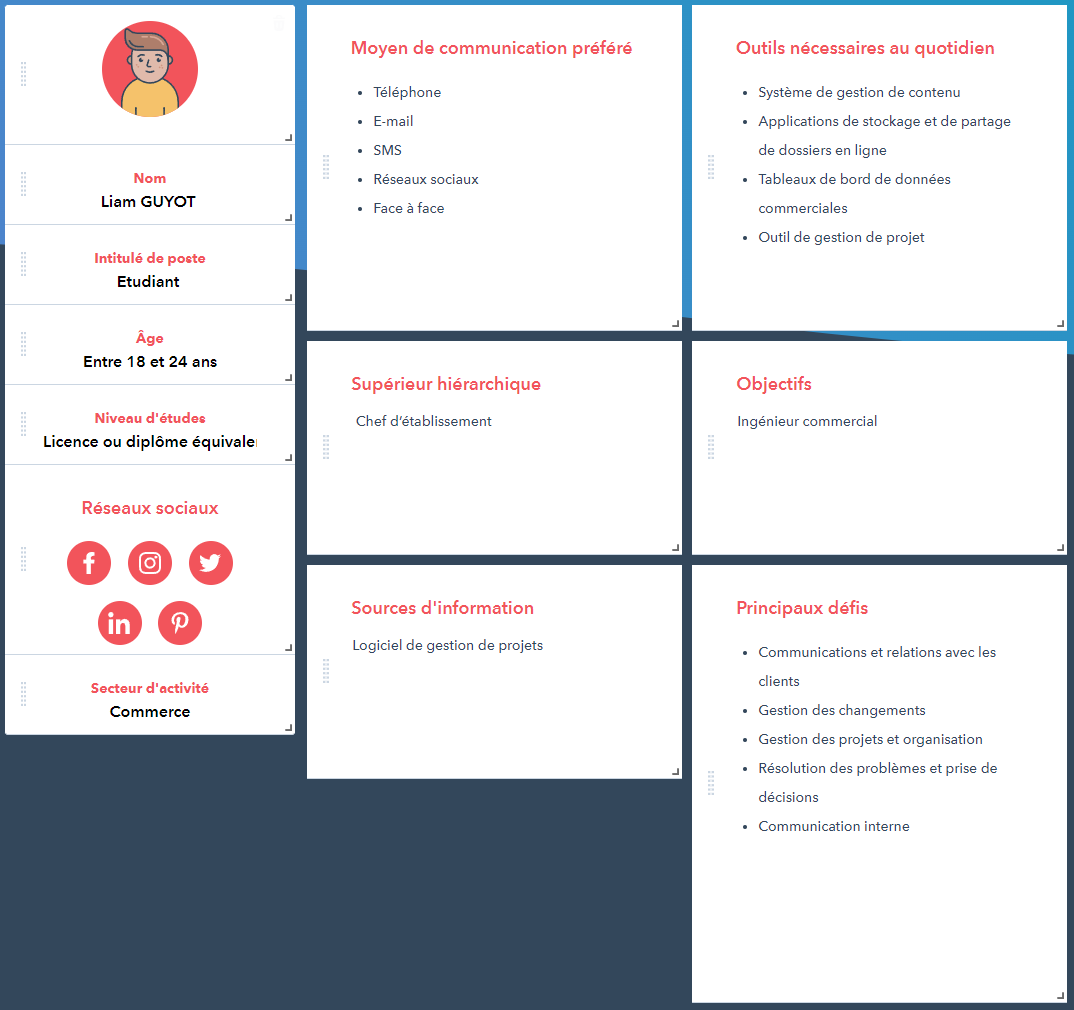 Nom
Liam GUYOT
Intitulé de poste
Etudiant
Âge
Entre 18 et 24 ans
Niveau d'études
Licence ou diplôme équivale
Réseaux sociaux
Secteur d'activité
Commerce
Moyen de communication préféré
• Téléphone
• E-mail
• SMS
• Réseaux sociaux
• Face à face
Outils nécessaires au quotidien
• Système de gestion de contenu
• Applications de stockage et de partage
de dossiers en ligne
• Tableaux de bord de données
commerciales
• Outil de gestion de projet
Supérieur hiérarchique
Chef d’établissement
Objectifs
Ingénieur commercial
Sources d'information
Logiciel de gestion de projets
Principaux défis
• Communications et relations avec les
clients
• Gestion des changements
• Gestion des projets et organisation
• Résolution des problèmes et prise de
décisions
• Communication interne